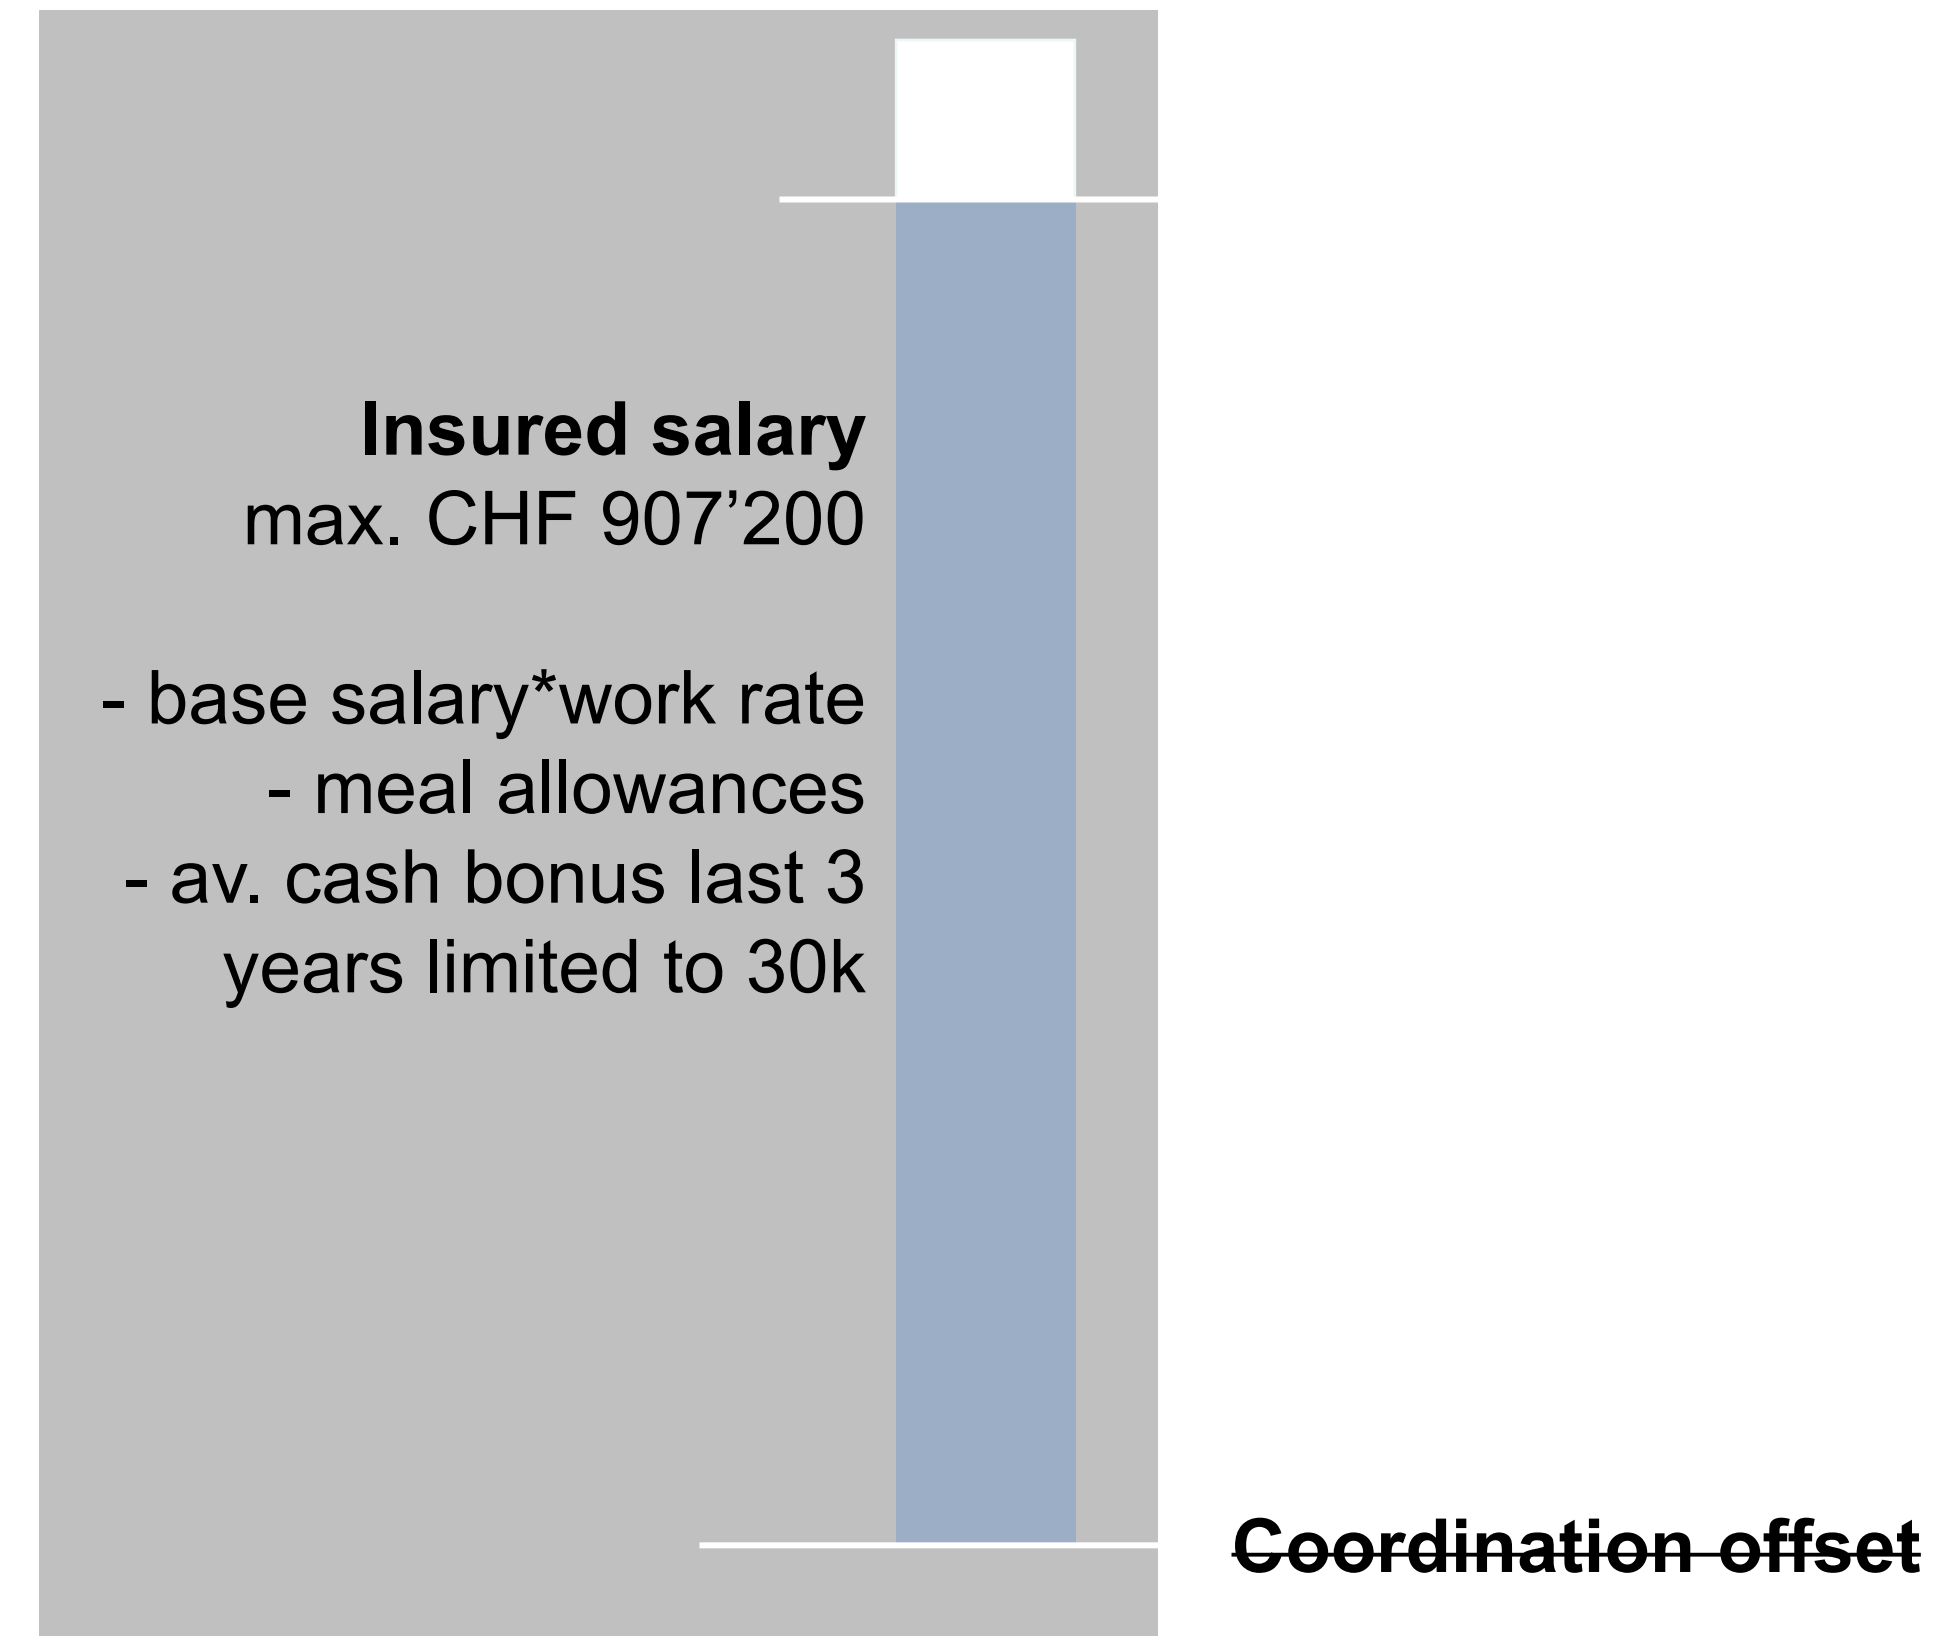 Insured salary
max. CHF 907’200
- base salary*work rate
- meal allowances
- av. cash bonus last 3
years limited to 30k
Coordination offset